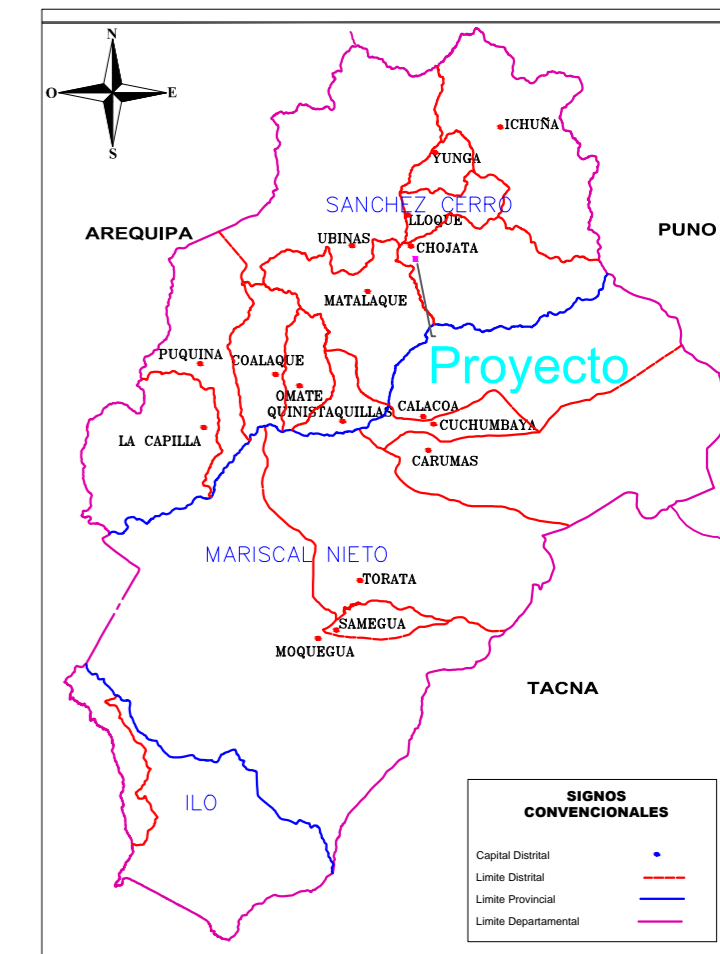 N
O
E
S
ICHUÑA
YUNGA
SANCHEZ CERRO
LLOQUE
AREQUIPA
PUNO
UBINAS
CHOJATA
MATALAQUE
PUQUINA
COALAQUE
Proyecto
OMATE
QUINISTAQUILLAS
CALACOA
CUCHUMBAYA
LA CAPILLA
CARUMAS
MARISCAL NIETO
TORATA
SAMEGUA
MOQUEGUA
TACNA
ILO
SIGNOS
CONVENCIONALES
Capital Distrital
Limite Distrital
Limite Provincial
Limite Departamental